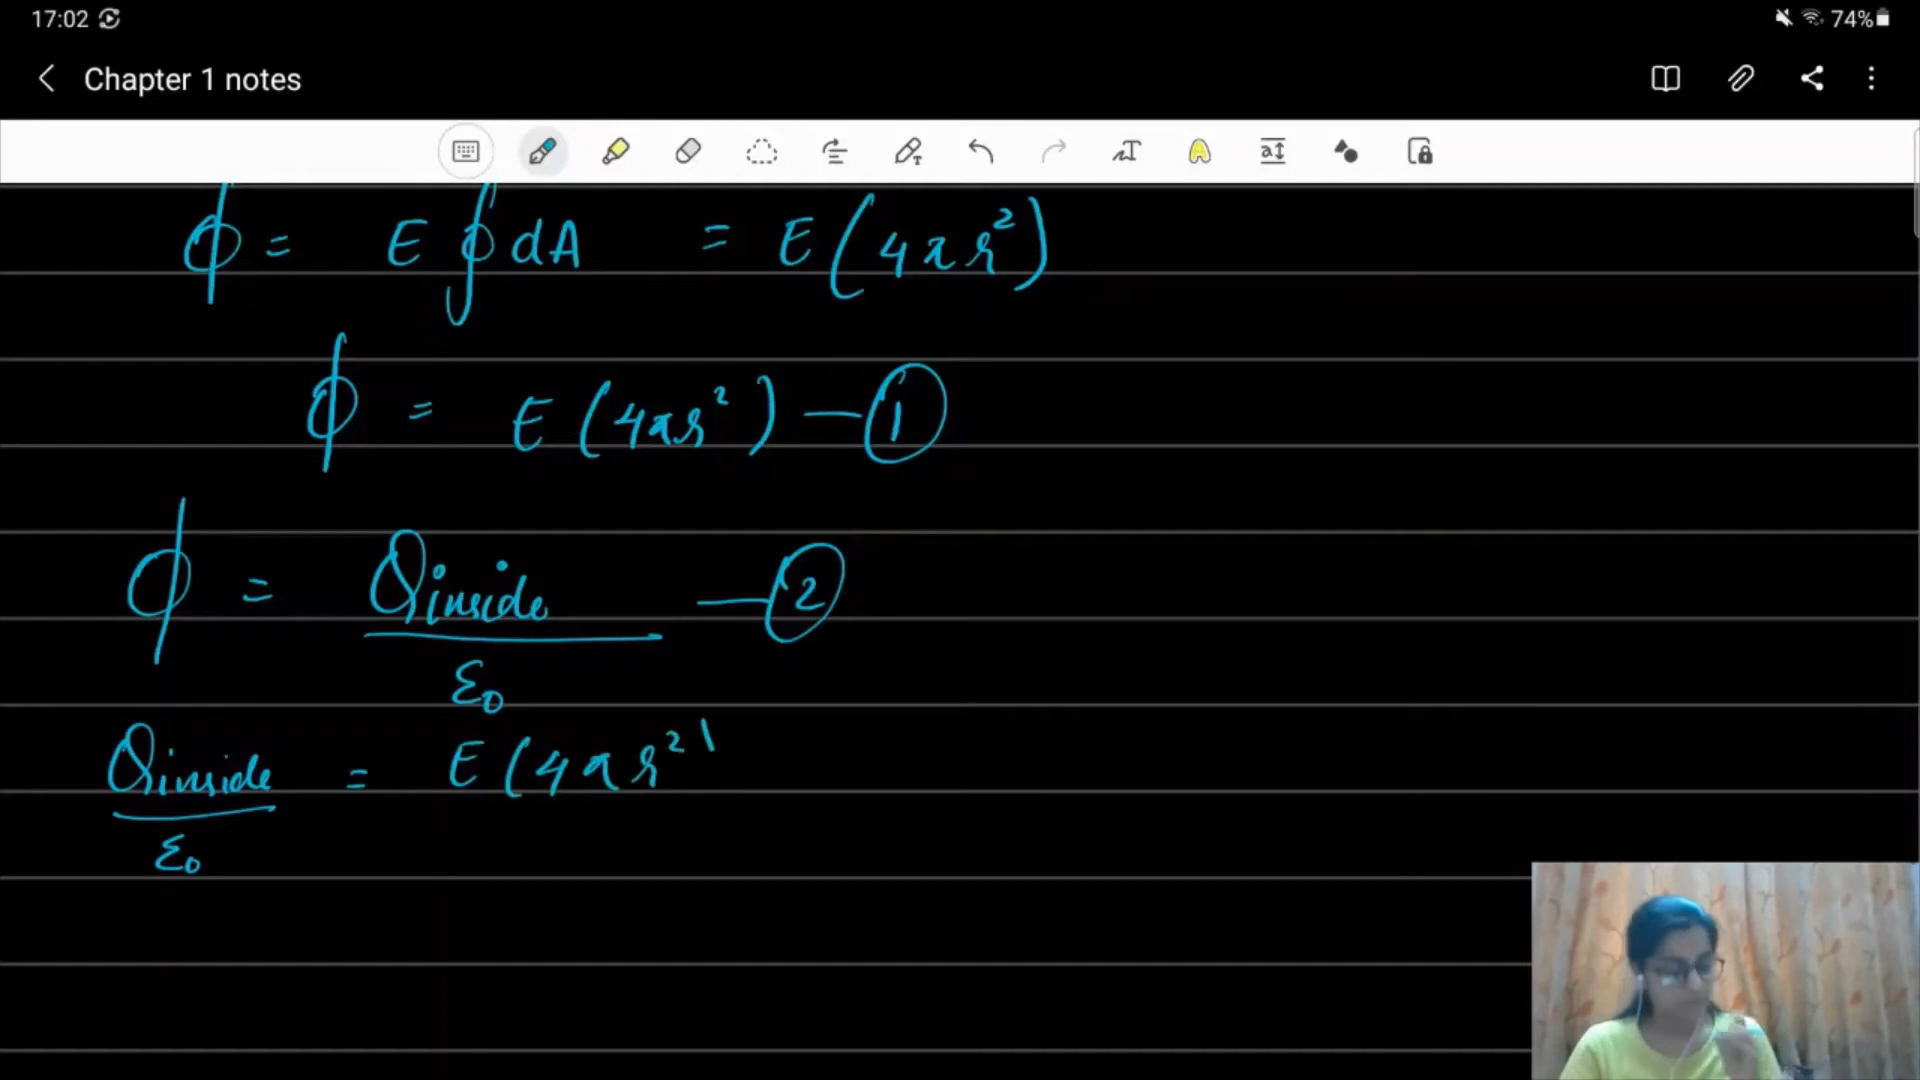 17:02 74%
Chapter 1 notes
ϕ = E ∮ dA = E(4πr²)
ϕ = E(4πr²) — ①
ϕ = Qinside / ε₀ — ②
Qinside / ε₀ = E(4πr²)